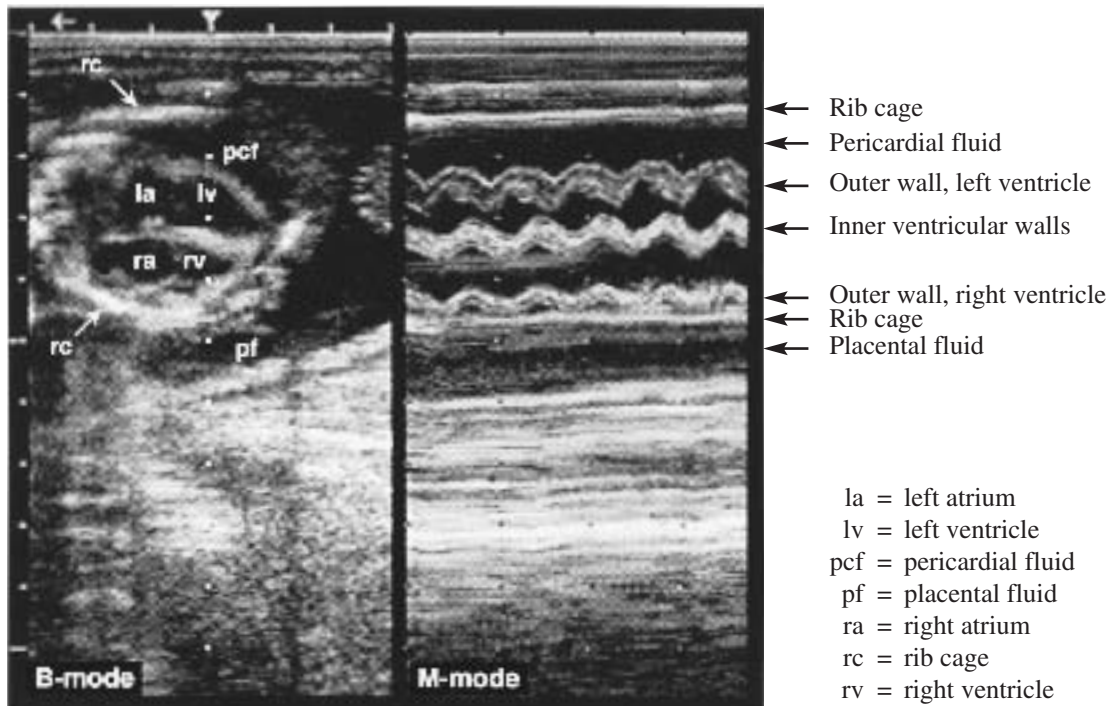 rc
pcf
la
lv
ra
rv
rc
pf
B-mode
M-mode
Rib cage
Pericardial fluid
Outer wall, left ventricle
Inner ventricular walls
Outer wall, right ventricle
Rib cage
Placental fluid
la = left atrium
lv = left ventricle
pcf = pericardial fluid
pf = placental fluid
ra = right atrium
rc = rib cage
rv = right ventricle